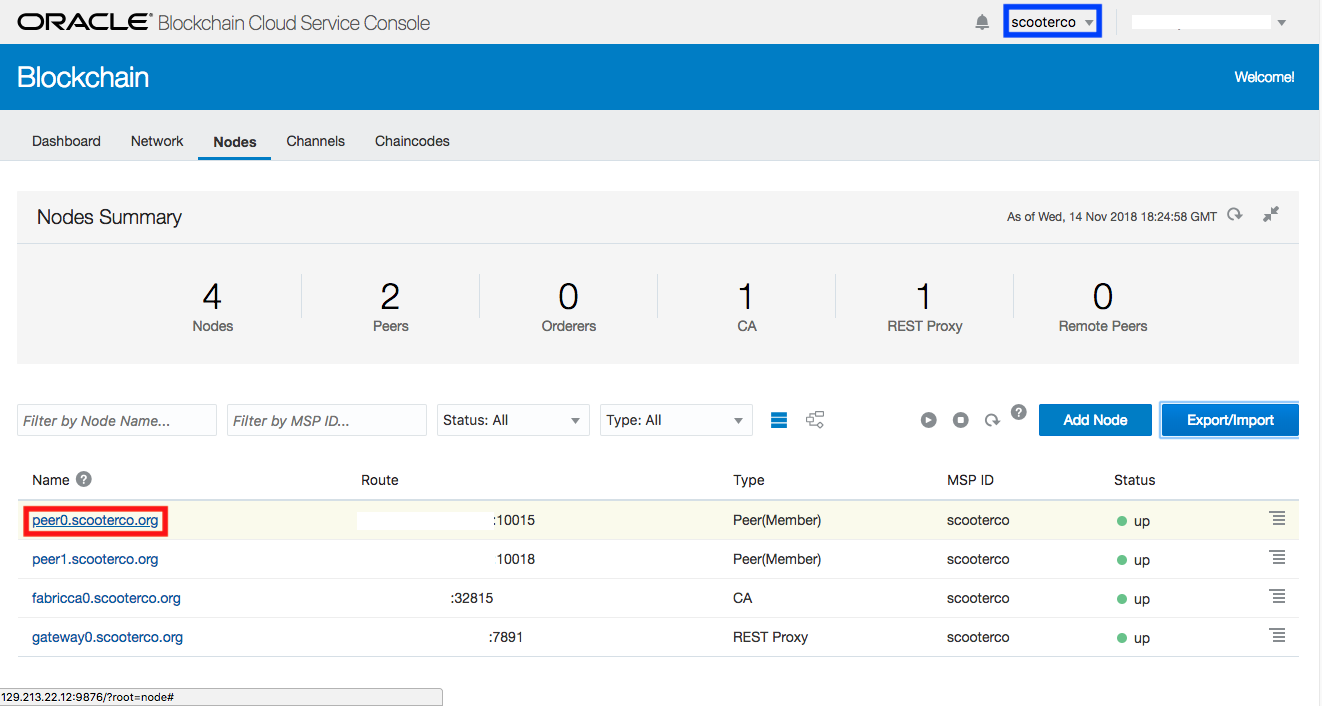 ORACLE® Blockchain Cloud Service Console scooterco
Blockchain Welcome!
Dashboard Network Nodes Channels Chaincodes
Nodes Summary As of Wed, 14 Nov 2018 18:24:58 GMT
4 2 0 1 1 0
Nodes Peers Orderers CA REST Proxy Remote Peers
Filter by Node Name... Filter by MSP ID... Status: All Type: All ? Add Node Export/Import
Name ? Route Type MSP ID Status
peer0.scooterco.org :10015 Peer(Member) scooterco up
peer1.scooterco.org 10018 Peer(Member) scooterco up
fabricca0.scooterco.org :32815 CA scooterco up
gateway0.scooterco.org :7891 REST Proxy scooterco up
129.213.22.12:9876/?root=node#